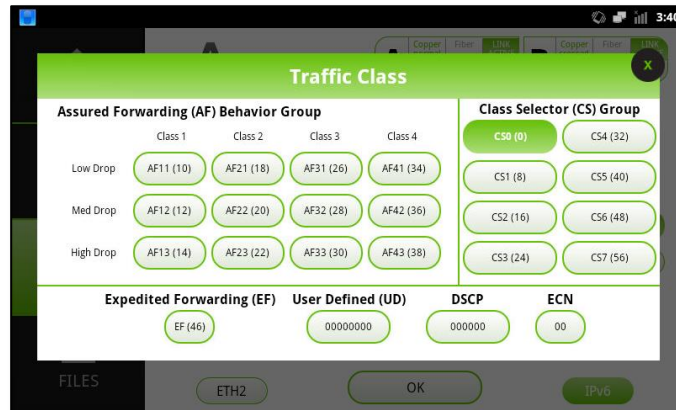 3:40
Copper Fiber LINK Copper Fiber LINK
Traffic Class
X
Assured Forwarding (AF) Behavior Group
Class 1 Class 2 Class 3 Class 4
Low Drop AF11 (10) AF21 (18) AF31 (26) AF41 (34)
Med Drop AF12 (12) AF22 (20) AF32 (28) AF42 (36)
High Drop AF13 (14) AF23 (22) AF33 (30) AF43 (38)
Class Selector (CS) Group
CS0 (0) CS4 (32)
CS1 (8) CS5 (40)
CS2 (16) CS6 (48)
CS3 (24) CS7 (56)
Expedited Forwarding (EF) User Defined (UD) DSCP ECN
EF (46) 00000000 000000 00
FILES ETH2 OK IPv6